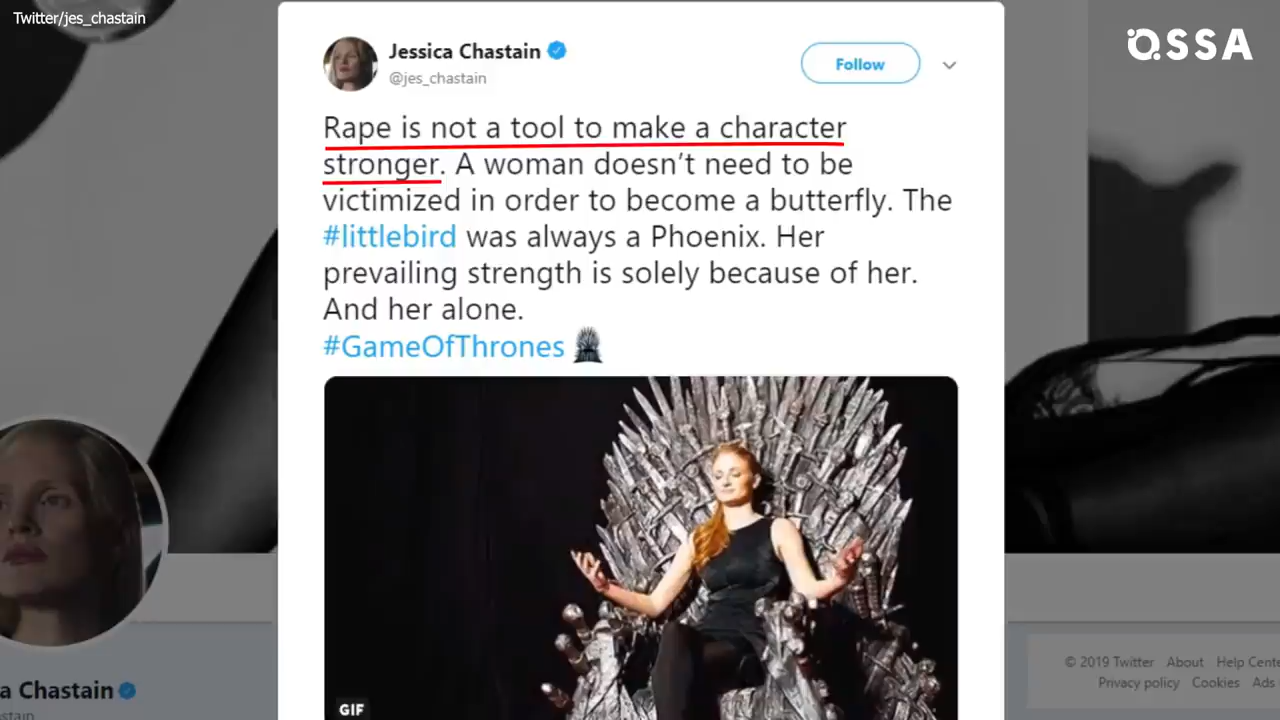 Twitter/jes_chastain
OSSA
Jessica Chastain
@jes_chastain
Follow
Rape is not a tool to make a character
stronger. A woman doesn't need to be
victimized in order to become a butterfly. The
#littlebird was always a Phoenix. Her
prevailing strength is solely because of her.
And her alone.
#GameOfThrones
GIF
a Chastain
stain
© 2019 Twitter About Help Cente
Privacy policy Cookies Ads